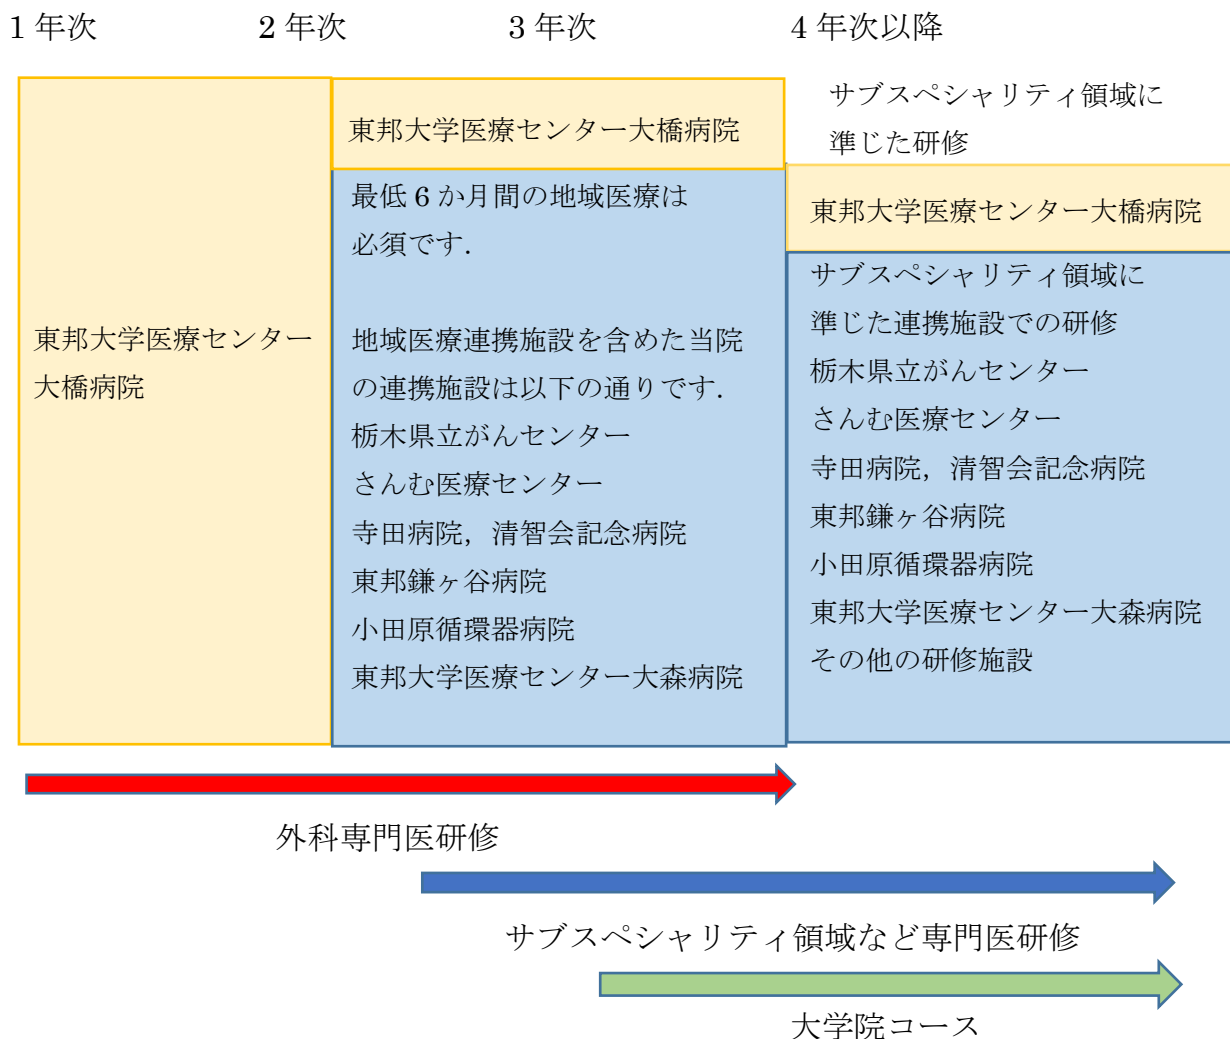 1 年次 2 年次 3 年次 4 年次以降
東邦大学医療センター
大橋病院
東邦大学医療センター大橋病院
最低 6 か月間の地域医療は
必須です.
地域医療連携施設を含めた当院
の連携施設は以下の通りです.
栃木県立がんセンター
さんむ医療センター
寺田病院，清智会記念病院
東邦鎌ヶ谷病院
小田原循環器病院
東邦大学医療センター大森病院
サブスペシャリティ領域に
準じた研修
東邦大学医療センター大橋病院
サブスペシャリティ領域に
準じた連携施設での研修
栃木県立がんセンター
さんむ医療センター
寺田病院，清智会記念病院
東邦鎌ヶ谷病院
小田原循環器病院
東邦大学医療センター大森病院
その他の研修施設
外科専門医研修
サブスペシャリティ領域など専門医研修
大学院コース